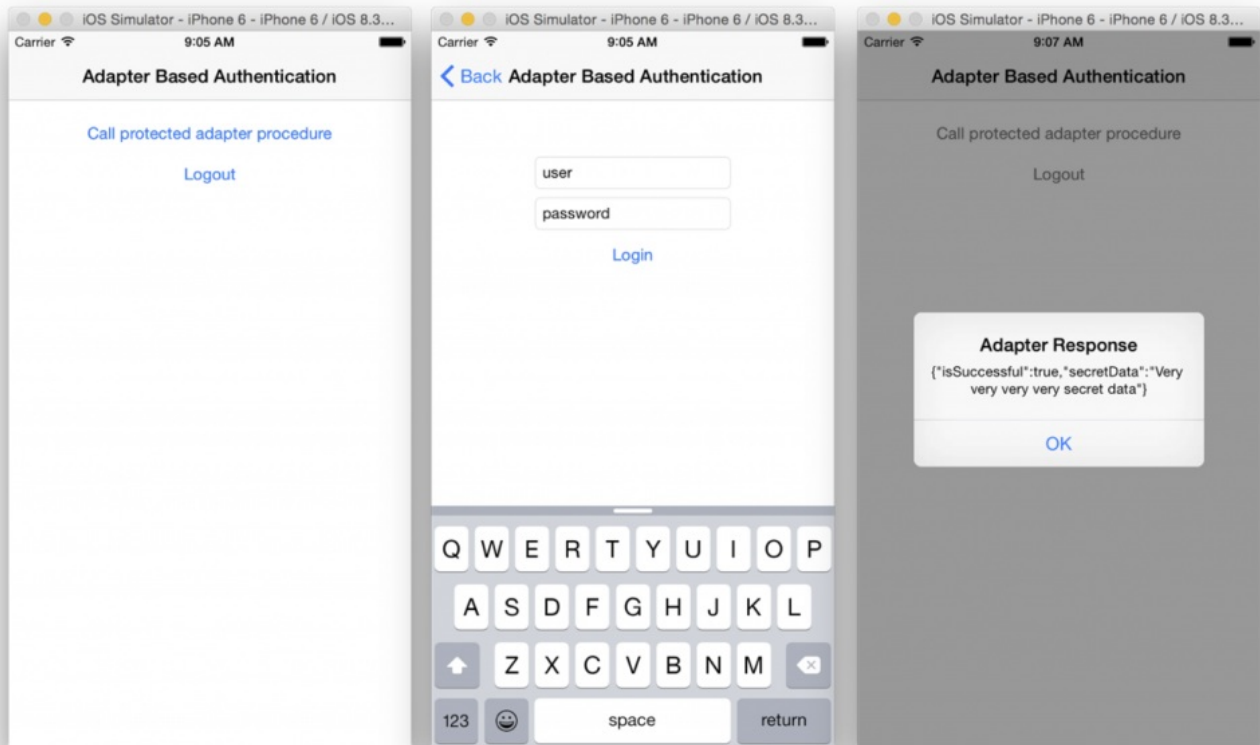 iOS Simulator - iPhone 6 - iPhone 6 / iOS 8.3...
Carrier 9:05 AM
Adapter Based Authentication
Call protected adapter procedure
Logout
iOS Simulator - iPhone 6 - iPhone 6 / iOS 8.3...
Carrier 9:05 AM
Back Adapter Based Authentication
user
password
Login
Q W E R T Y U I O P
A S D F G H J K L
Z X C V B N M
123 space return
iOS Simulator - iPhone 6 - iPhone 6 / iOS 8.3...
Carrier 9:07 AM
Adapter Based Authentication
Call protected adapter procedure
Logout
Adapter Response
{"isSuccessful":true,"secretData":"Very
very very very secret data"}
OK